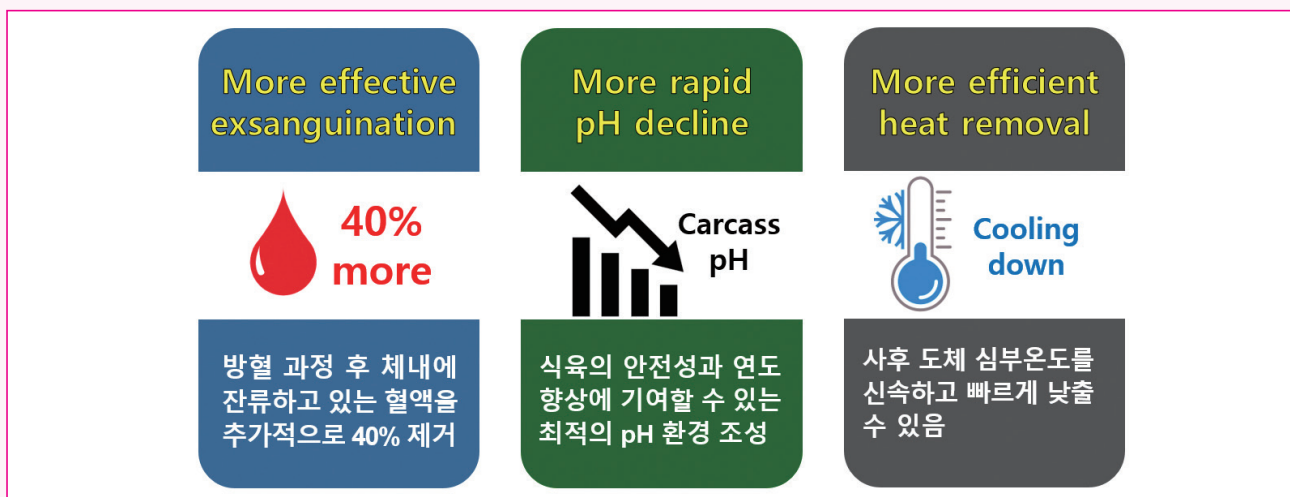 More effective
exsanguination
40%
more
방혈 과정 후 체내에
잔류하고 있는 혈액을
추가적으로 40% 제거
More rapid
pH decline
Carcass
pH
식육의 안전성과 연도
향상에 기여할 수 있는
최적의 pH 환경 조성
More efficient
heat removal
Cooling
down
사후 도체 심부온도를
신속하고 빠르게 낮출
수 있음